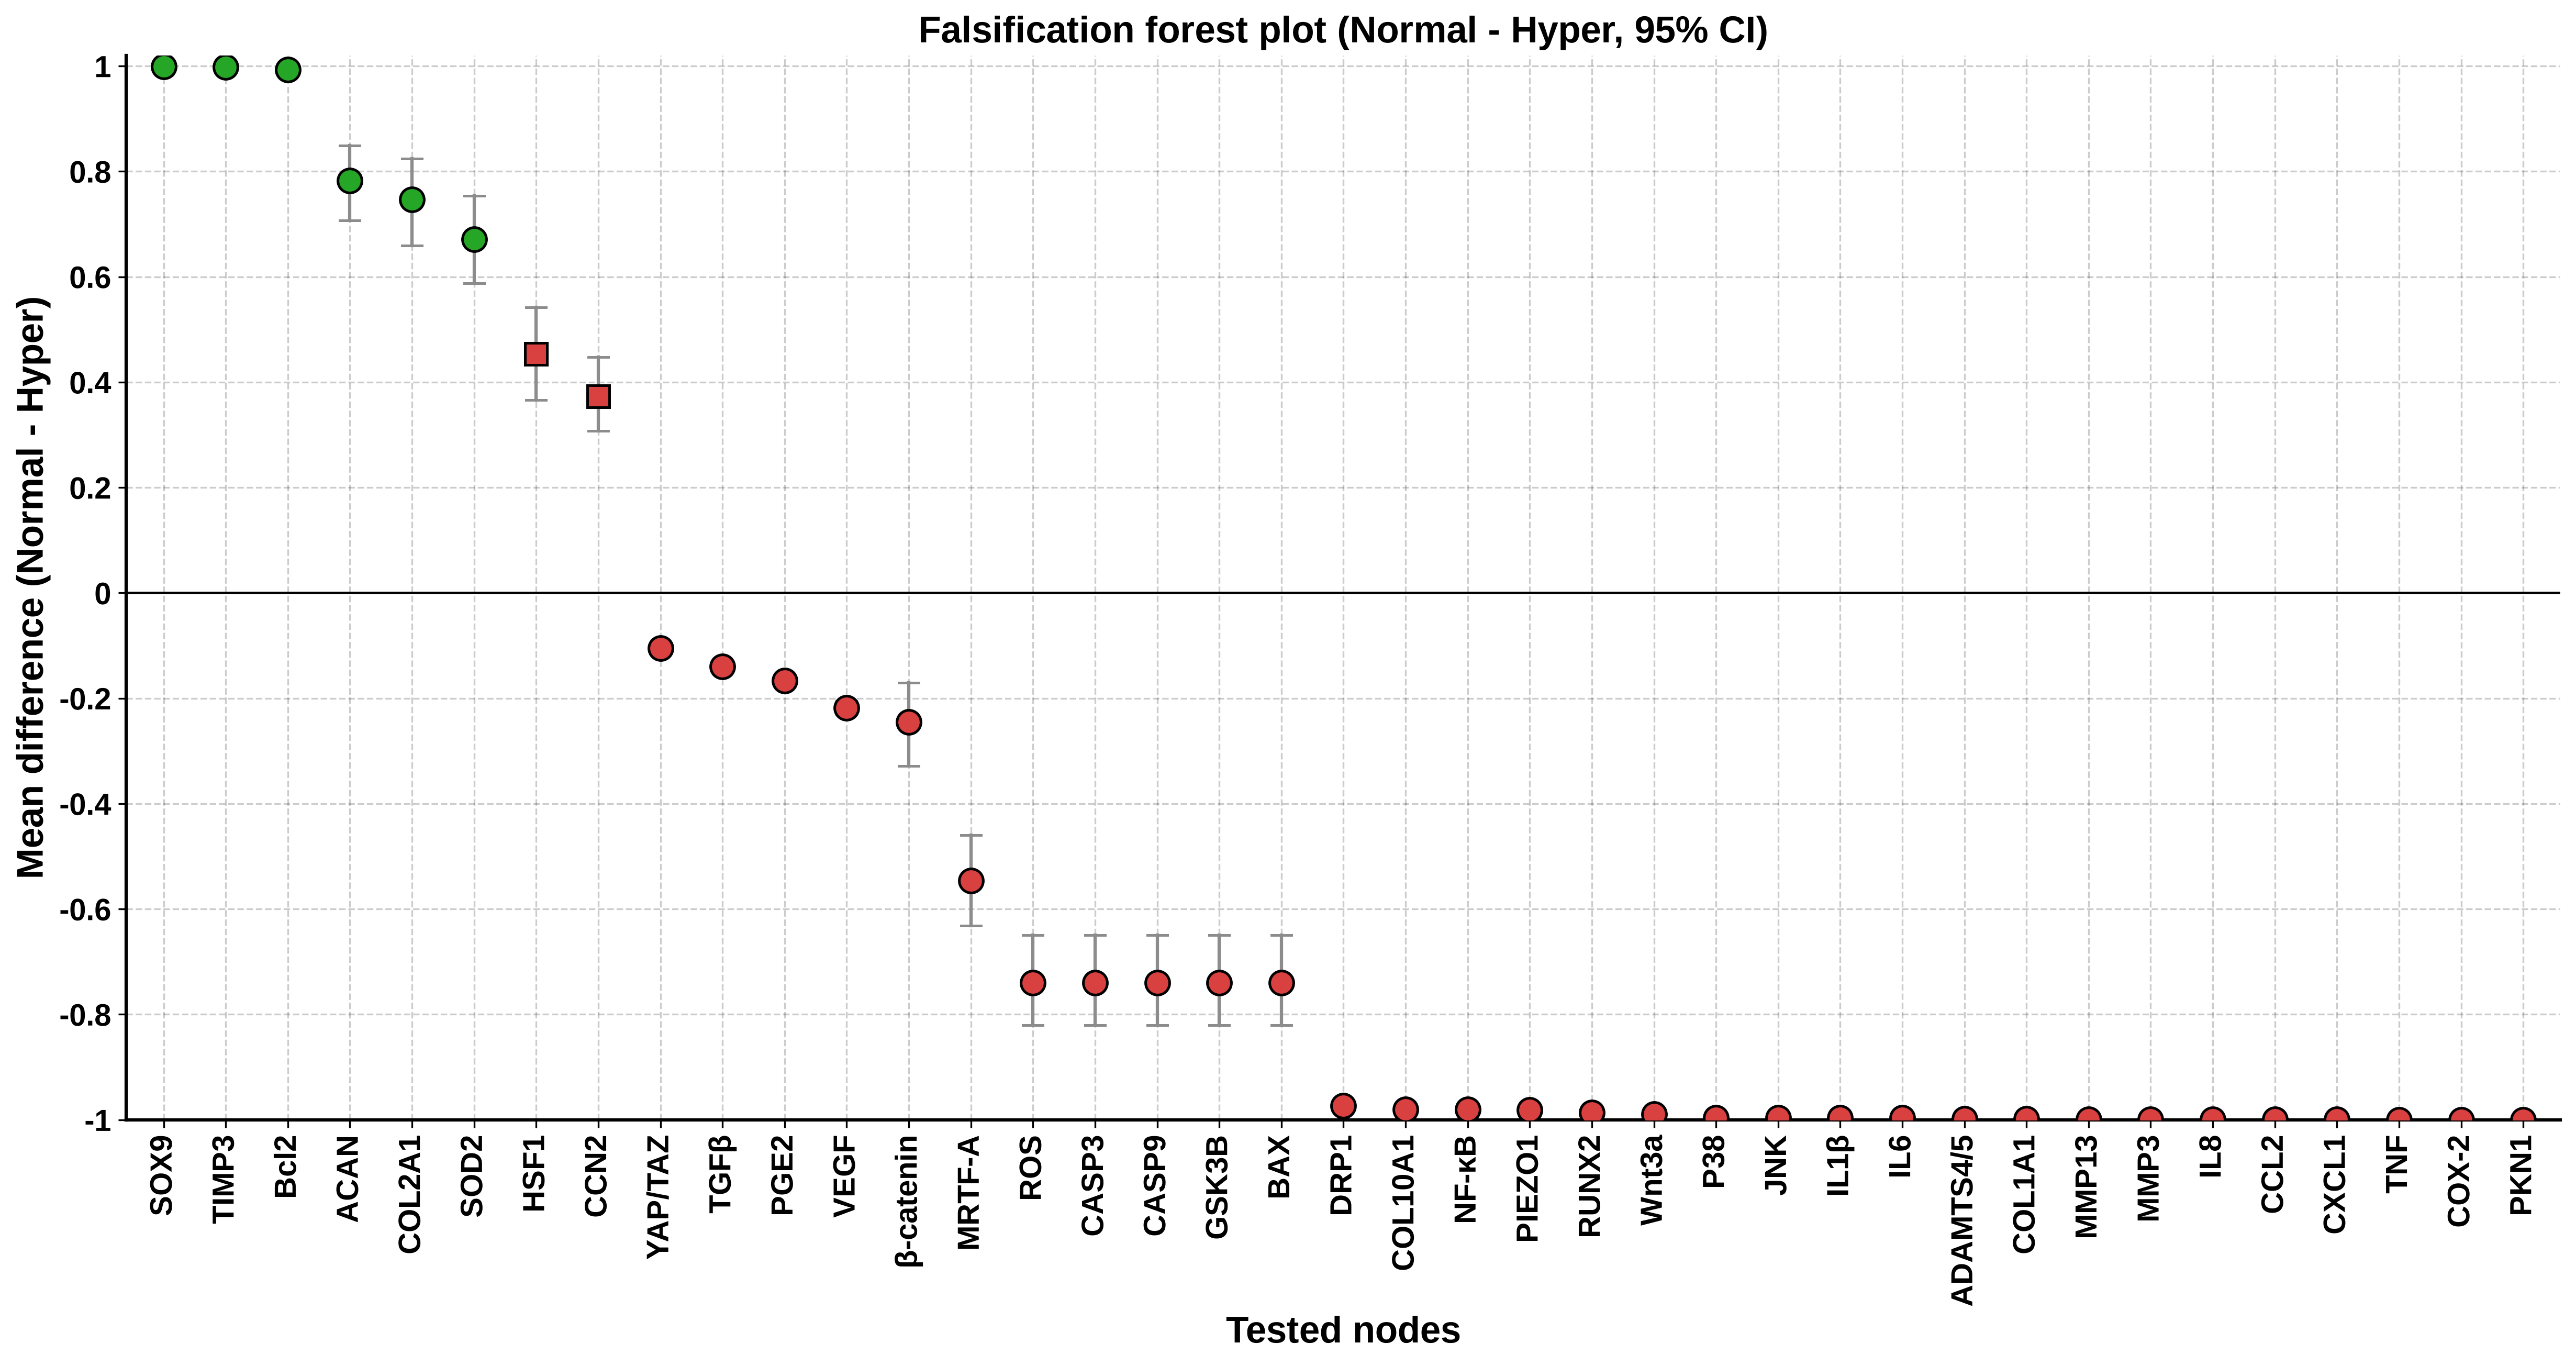 Falsification forest plot (Normal - Hyper, 95% CI)
Mean difference (Normal - Hyper)
1
0.8
0.6
0.4
0.2
0
-0.2
-0.4
-0.6
-0.8
-1
SOX9
TIMP3
Bcl2
ACAN
COL2A1
SOD2
HSF1
CCN2
YAP/TAZ
TGFβ
PGE2
VEGF
β-catenin
MRTF-A
ROS
CASP3
CASP9
GSK3B
BAX
DRP1
COL10A1
NF-κB
PIEZO1
RUNX2
Wnt3a
P38
JNK
IL1β
IL6
ADAMTS4/5
COL1A1
MMP13
MMP3
IL8
CCL2
CXCL1
TNF
COX-2
PKN1
Tested nodes